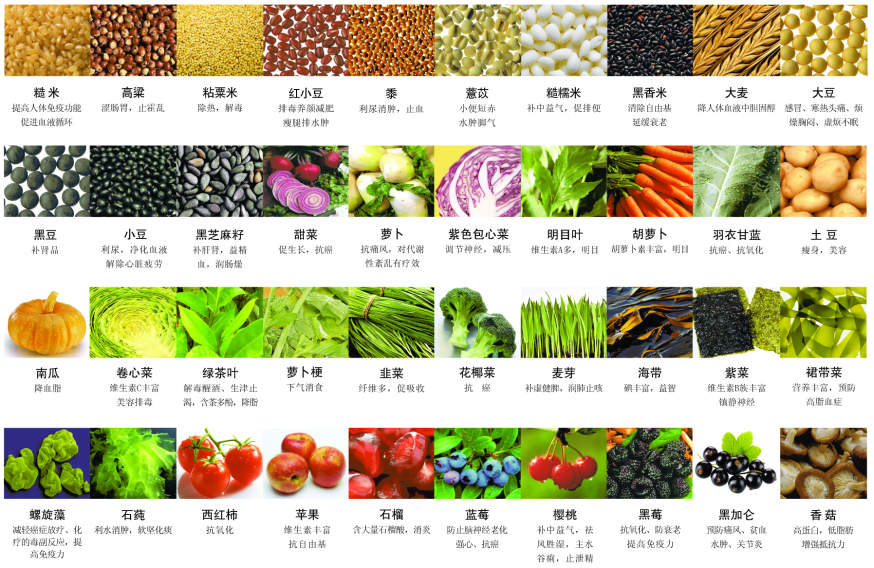 糙 米
提高人体免疫功能
促进血液循环
高梁
涩肠胃，止霍乱
粘粟米
除热，解毒
红小豆
排毒养颜减肥
瘦腿排水肿
黍
利尿消肿，止血
薏苡
小便短赤
水肿脚气
糙糯米
补中益气，促排便
黑香米
清除自由基
延缓衰老
大麦
降人体血液中胆固醇
大豆
感冒、寒热头痛、烦
燥胸闷、虚烦不眠
黑豆
补肾品
小豆
利尿，净化血液
解除心脏疲劳
黑芝麻籽
补肝肾，益精
血，润肠燥
甜菜
促生长，抗癌
萝卜
抗痛风，对代谢
性紊乱有疗效
紫色包心菜
调节神经，减压
明目叶
维生素A多，明目
胡萝卜
胡萝卜素丰富，明目
羽衣甘蓝
抗癌、抗氧化
土 豆
瘦身，美容
南瓜
降血脂
卷心菜
维生素C丰富
美容排毒
绿茶叶
解毒醒酒、生津止
渴，含茶多酚，降脂
萝卜梗
下气消食
韭菜
纤维多，促吸收
花椰菜
抗 癌
麦芽
补虚健脾，润肺止咳
海带
碘丰富，益智
紫菜
维生素B族丰富
镇静神经
裙带菜
营养丰富，预防
高脂血症
螺旋藻
减轻癌症放疗、化
疗的毒副反应，提
高免疫力
石莼
利水消肿，软坚化痰
西红柿
抗氧化
苹果
维生素丰富
抗自由基
石榴
含大量石榴酸，消炎
蓝莓
防止脑神经老化
强心、抗癌
樱桃
补中益气，祛
风胜湿，主水
谷痢，止泄精
黑莓
抗氧化、防衰老
提高免疫力
黑加仑
预防痛风、贫血
水肿、关节炎
香 菇
高蛋白，低脂肪
增强抵抗力